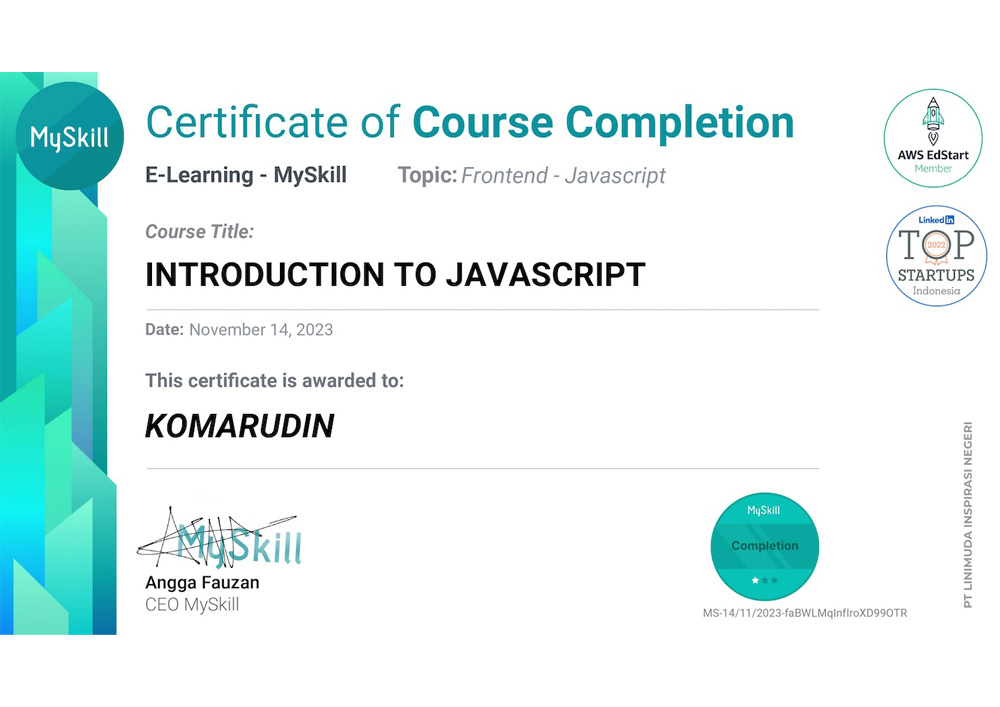 MySkill
Certificate of Course Completion
E-Learning - MySkill Topic: Frontend - Javascript
Course Title:
INTRODUCTION TO JAVASCRIPT
Date: November 14, 2023
This certificate is awarded to:
KOMARUDIN
MySkill
Angga Fauzan
CEO MySkill
MySkill
Completion
MS-14/11/2023-faBWLMqInfIroXD99OTR
AWS EdStart
Member
Linked in
TOP
2022
STARTUPS
Indonesia
PT LINIMUDA INSPIRASI NEGERI